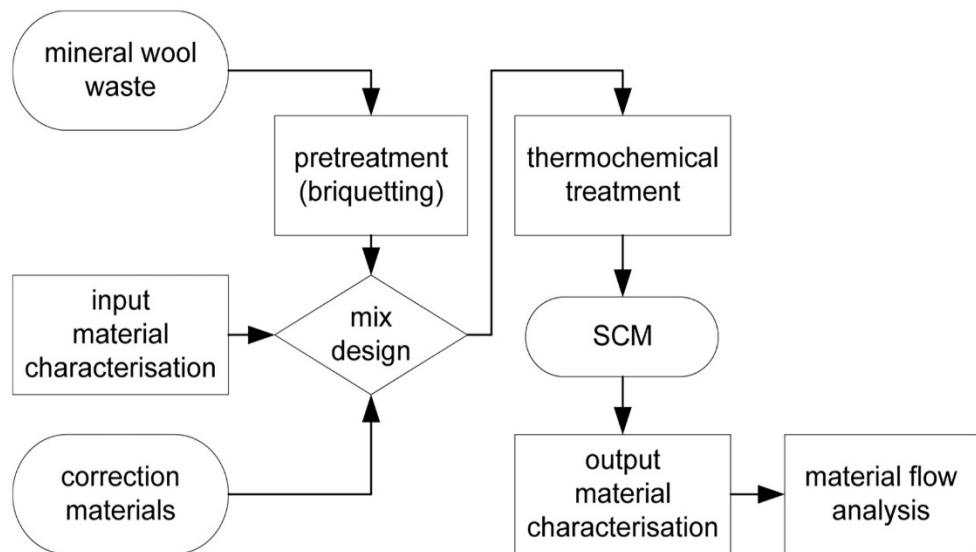 mineral wool
waste
pretreatment
(briquetting)
input
material
characterisation
mix
design
correction
materials
thermochemical
treatment
SCM
output
material
characterisation
material flow
analysis